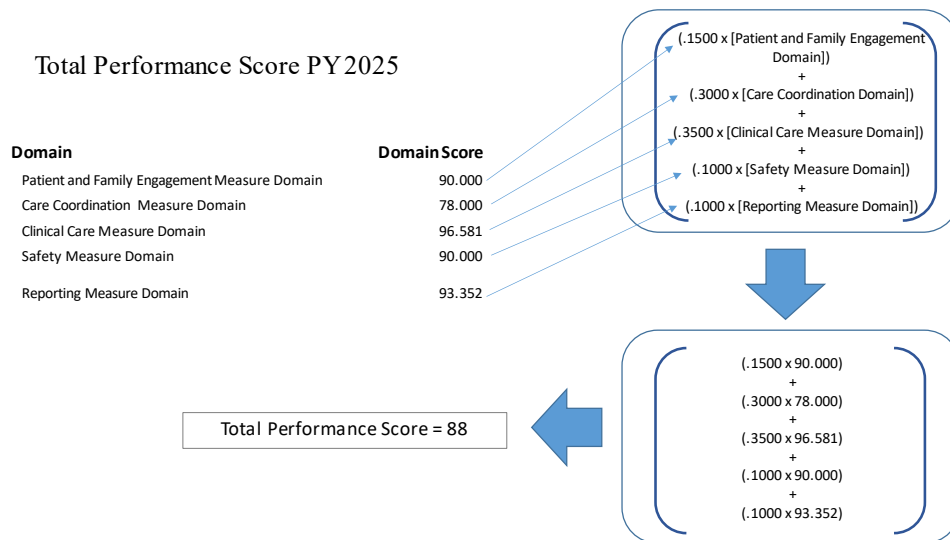 Total Performance Score PY2025
Domain Domain Score
Patient and Family Engagement Measure Domain 90.000
Care Coordination Measure Domain 78.000
Clinical Care Measure Domain 96.581
Safety Measure Domain 90.000
Reporting Measure Domain 93.352
(.1500 x [Patient and Family Engagement
Domain])
+
(.3000 x [Care Coordination Domain])
+
(.3500 x [Clinical Care Measure Domain])
+
(.1000 x [Safety Measure Domain])
+
(.1000 x [Reporting Measure Domain])
(.1500 x 90.000)
+
(.3000 x 78.000)
+
(.3500 x 96.581)
+
(.1000 x 90.000)
+
(.1000 x 93.352)
Total Performance Score = 88